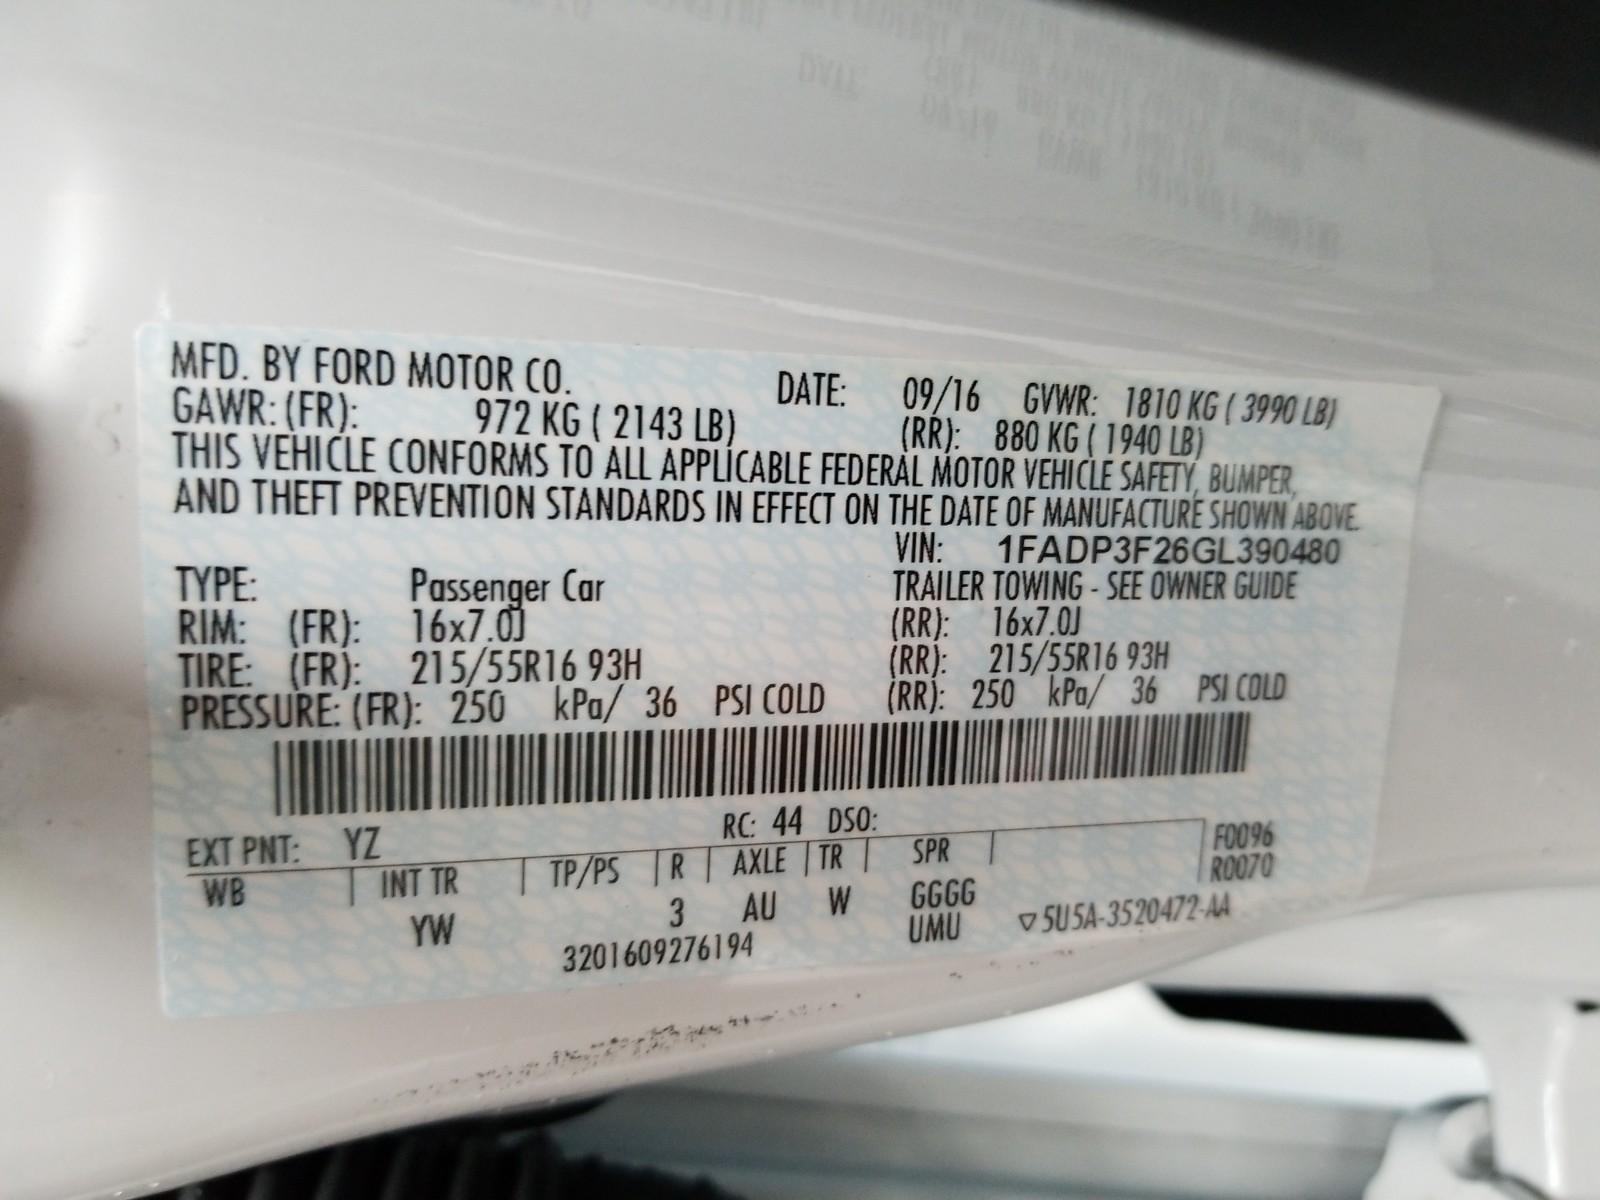 MFD. BY FORD MOTOR CO. DATE: 09/16 GVWR: 1810 KG ( 3990 LB)
GAWR: (FR): 972 KG ( 2143 LB) (RR): 880 KG ( 1940 LB)
THIS VEHICLE CONFORMS TO ALL APPLICABLE FEDERAL MOTOR VEHICLE SAFETY, BUMPER,
AND THEFT PREVENTION STANDARDS IN EFFECT ON THE DATE OF MANUFACTURE SHOWN ABOVE.
VIN: 1FADP3F26GL390480
TYPE: Passenger Car TRAILER TOWING - SEE OWNER GUIDE
RIM: (FR): 16x7.0J (RR): 16x7.0J
TIRE: (FR): 215/55R16 93H (RR): 215/55R16 93H
PRESSURE: (FR): 250 kPa/ 36 PSI COLD (RR): 250 kPa/ 36 PSI COLD
RC: 44 DSO:
EXT PNT: YZ F0096
WB INT TR TP/PS R AXLE TR SPR R0070
YW 3 AU W GGGG
UMU ▽5U5A-3520472-AA
3201609276194